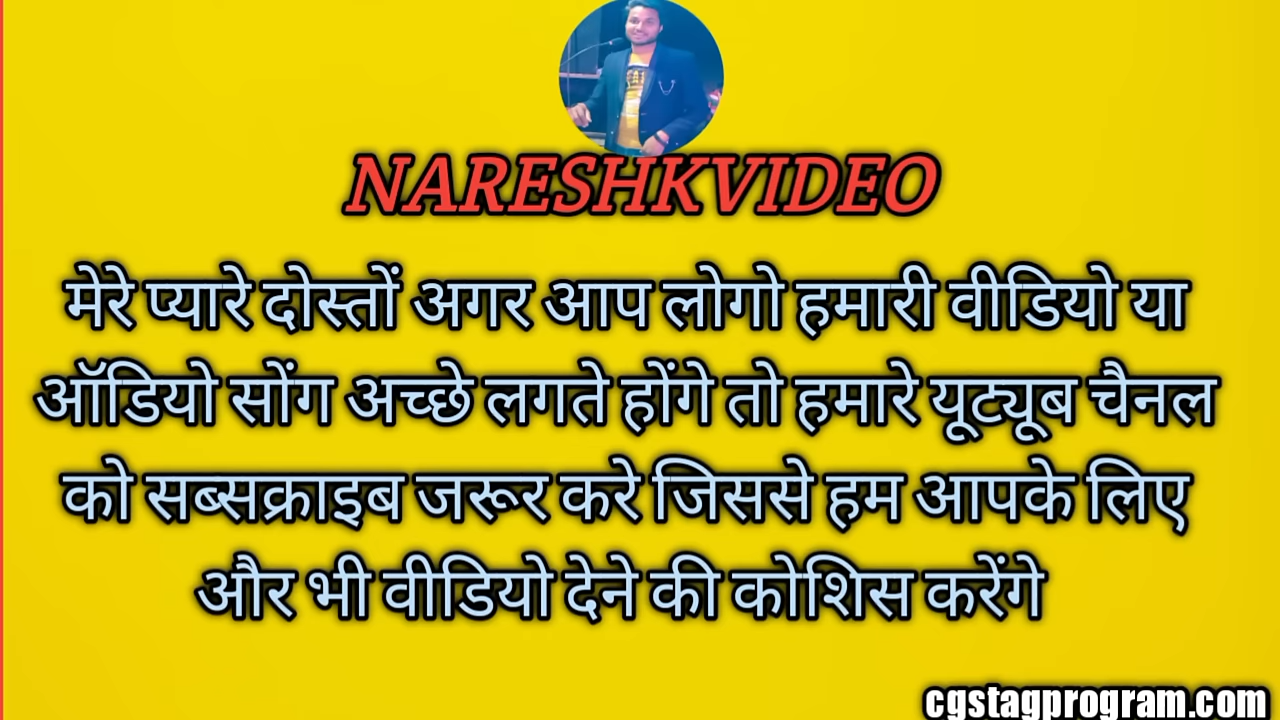 NARESHKVIDEO
मेरे प्यारे दोस्तों अगर आप लोगो हमारी वीडियो या
ऑडियो सोंग अच्छे लगते होंगे तो हमारे यूट्यूब चैनल
को सब्सक्राइब जरूर करे जिससे हम आपके लिए
और भी वीडियो देने की कोशिस करेंगे
cgstagprogram.com